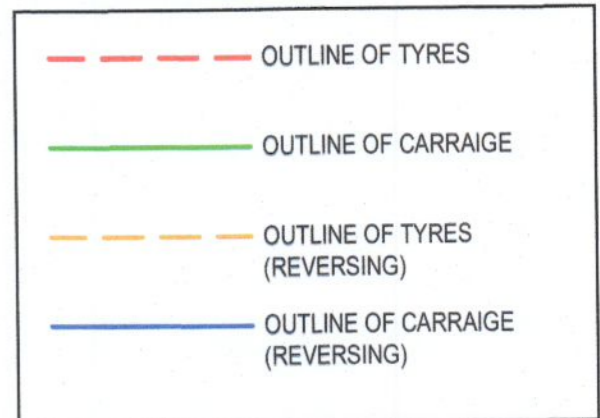 OUTLINE OF TYRES
OUTLINE OF CARRAIGE
OUTLINE OF TYRES
(REVERSING)
OUTLINE OF CARRAIGE
(REVERSING)